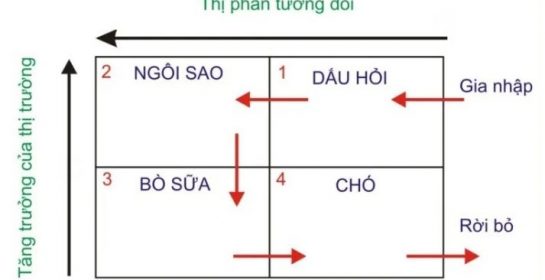 Thị phần tương đối
2 NGÔI SAO
1 DẤU HỎI
Gia nhập
3 BÒ SỮA
4 CHÓ
Rời bỏ
Tăng trưởng của thị trường